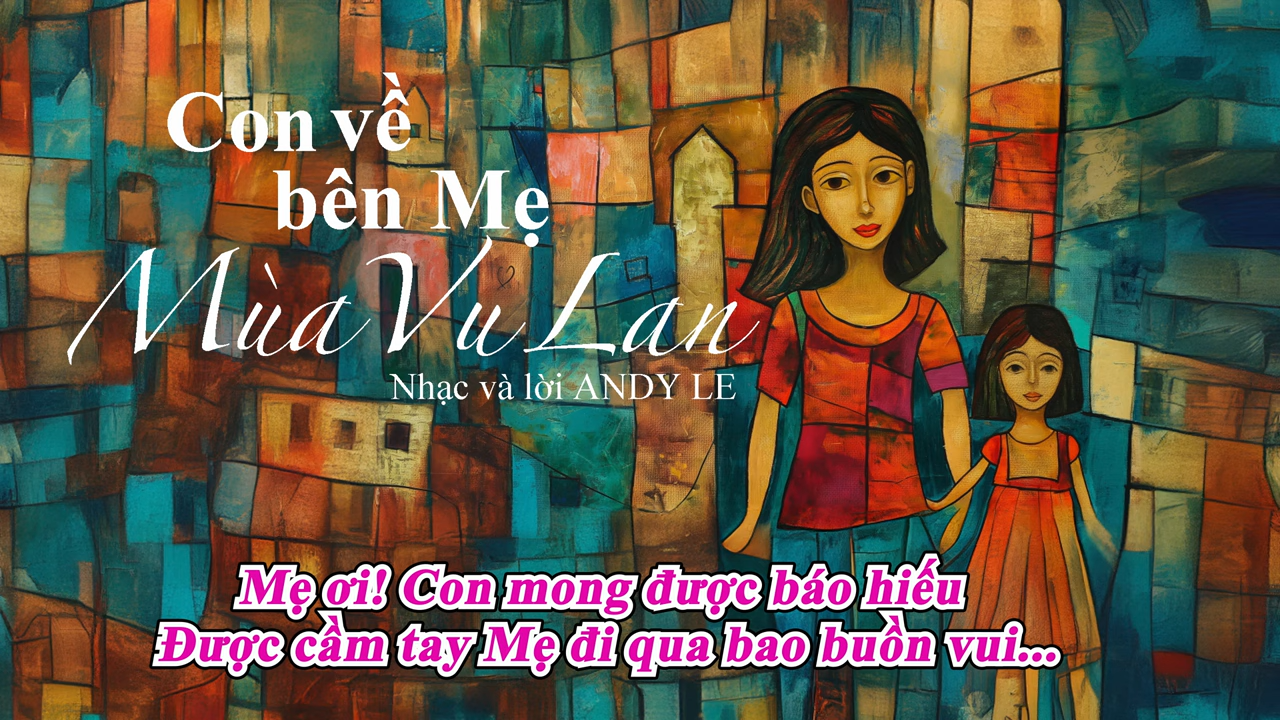 Con về
bên Mẹ
Mùa Vu Lan
Nhạc và lời ANDY LE
Mẹ ơi! Con mong được báo hiếu
Được cầm tay Mẹ đi qua bao buồn vui...